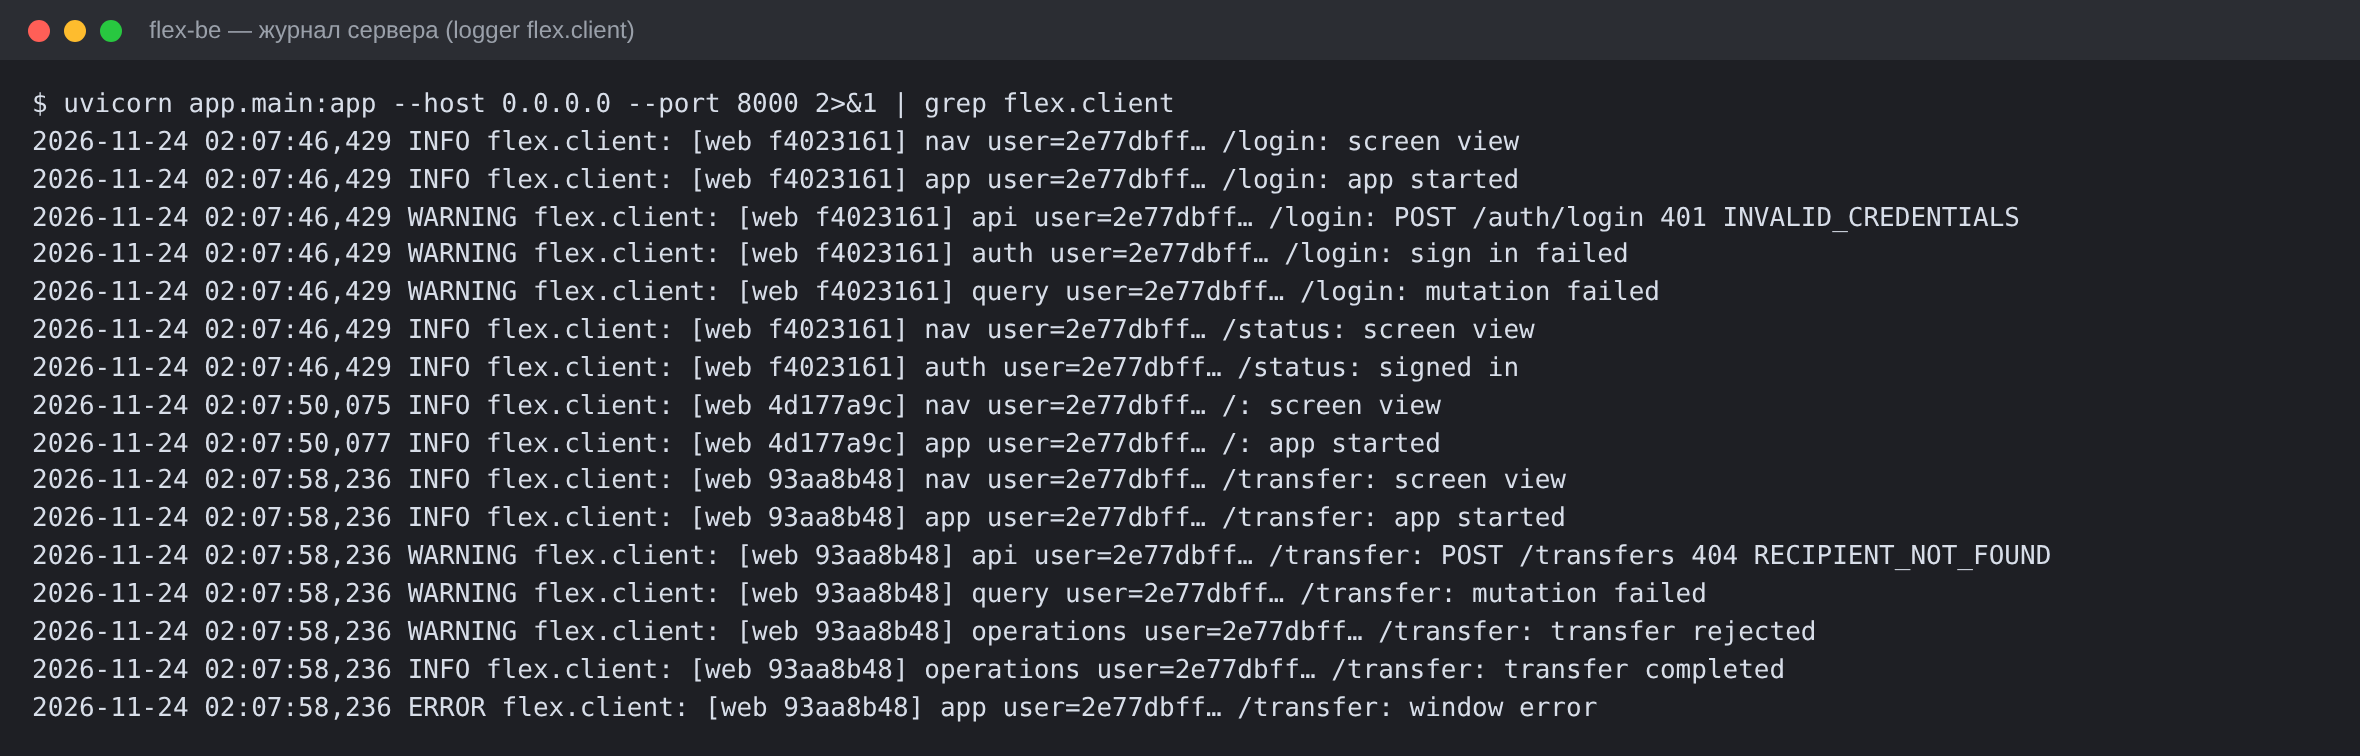 flex-be — журнал сервера (logger flex.client)
$ uvicorn app.main:app --host 0.0.0.0 --port 8000 2>&1 | grep flex.client
2026-11-24 02:07:46,429 INFO flex.client: [web f4023161] nav user=2e77dbff… /login: screen view
2026-11-24 02:07:46,429 INFO flex.client: [web f4023161] app user=2e77dbff… /login: app started
2026-11-24 02:07:46,429 WARNING flex.client: [web f4023161] api user=2e77dbff… /login: POST /auth/login 401 INVALID_CREDENTIALS
2026-11-24 02:07:46,429 WARNING flex.client: [web f4023161] auth user=2e77dbff… /login: sign in failed
2026-11-24 02:07:46,429 WARNING flex.client: [web f4023161] query user=2e77dbff… /login: mutation failed
2026-11-24 02:07:46,429 INFO flex.client: [web f4023161] nav user=2e77dbff… /status: screen view
2026-11-24 02:07:46,429 INFO flex.client: [web f4023161] auth user=2e77dbff… /status: signed in
2026-11-24 02:07:50,075 INFO flex.client: [web 4d177a9c] nav user=2e77dbff… /: screen view
2026-11-24 02:07:50,077 INFO flex.client: [web 4d177a9c] app user=2e77dbff… /: app started
2026-11-24 02:07:58,236 INFO flex.client: [web 93aa8b48] nav user=2e77dbff… /transfer: screen view
2026-11-24 02:07:58,236 INFO flex.client: [web 93aa8b48] app user=2e77dbff… /transfer: app started
2026-11-24 02:07:58,236 WARNING flex.client: [web 93aa8b48] api user=2e77dbff… /transfer: POST /transfers 404 RECIPIENT_NOT_FOUND
2026-11-24 02:07:58,236 WARNING flex.client: [web 93aa8b48] query user=2e77dbff… /transfer: mutation failed
2026-11-24 02:07:58,236 WARNING flex.client: [web 93aa8b48] operations user=2e77dbff… /transfer: transfer rejected
2026-11-24 02:07:58,236 INFO flex.client: [web 93aa8b48] operations user=2e77dbff… /transfer: transfer completed
2026-11-24 02:07:58,236 ERROR flex.client: [web 93aa8b48] app user=2e77dbff… /transfer: window error